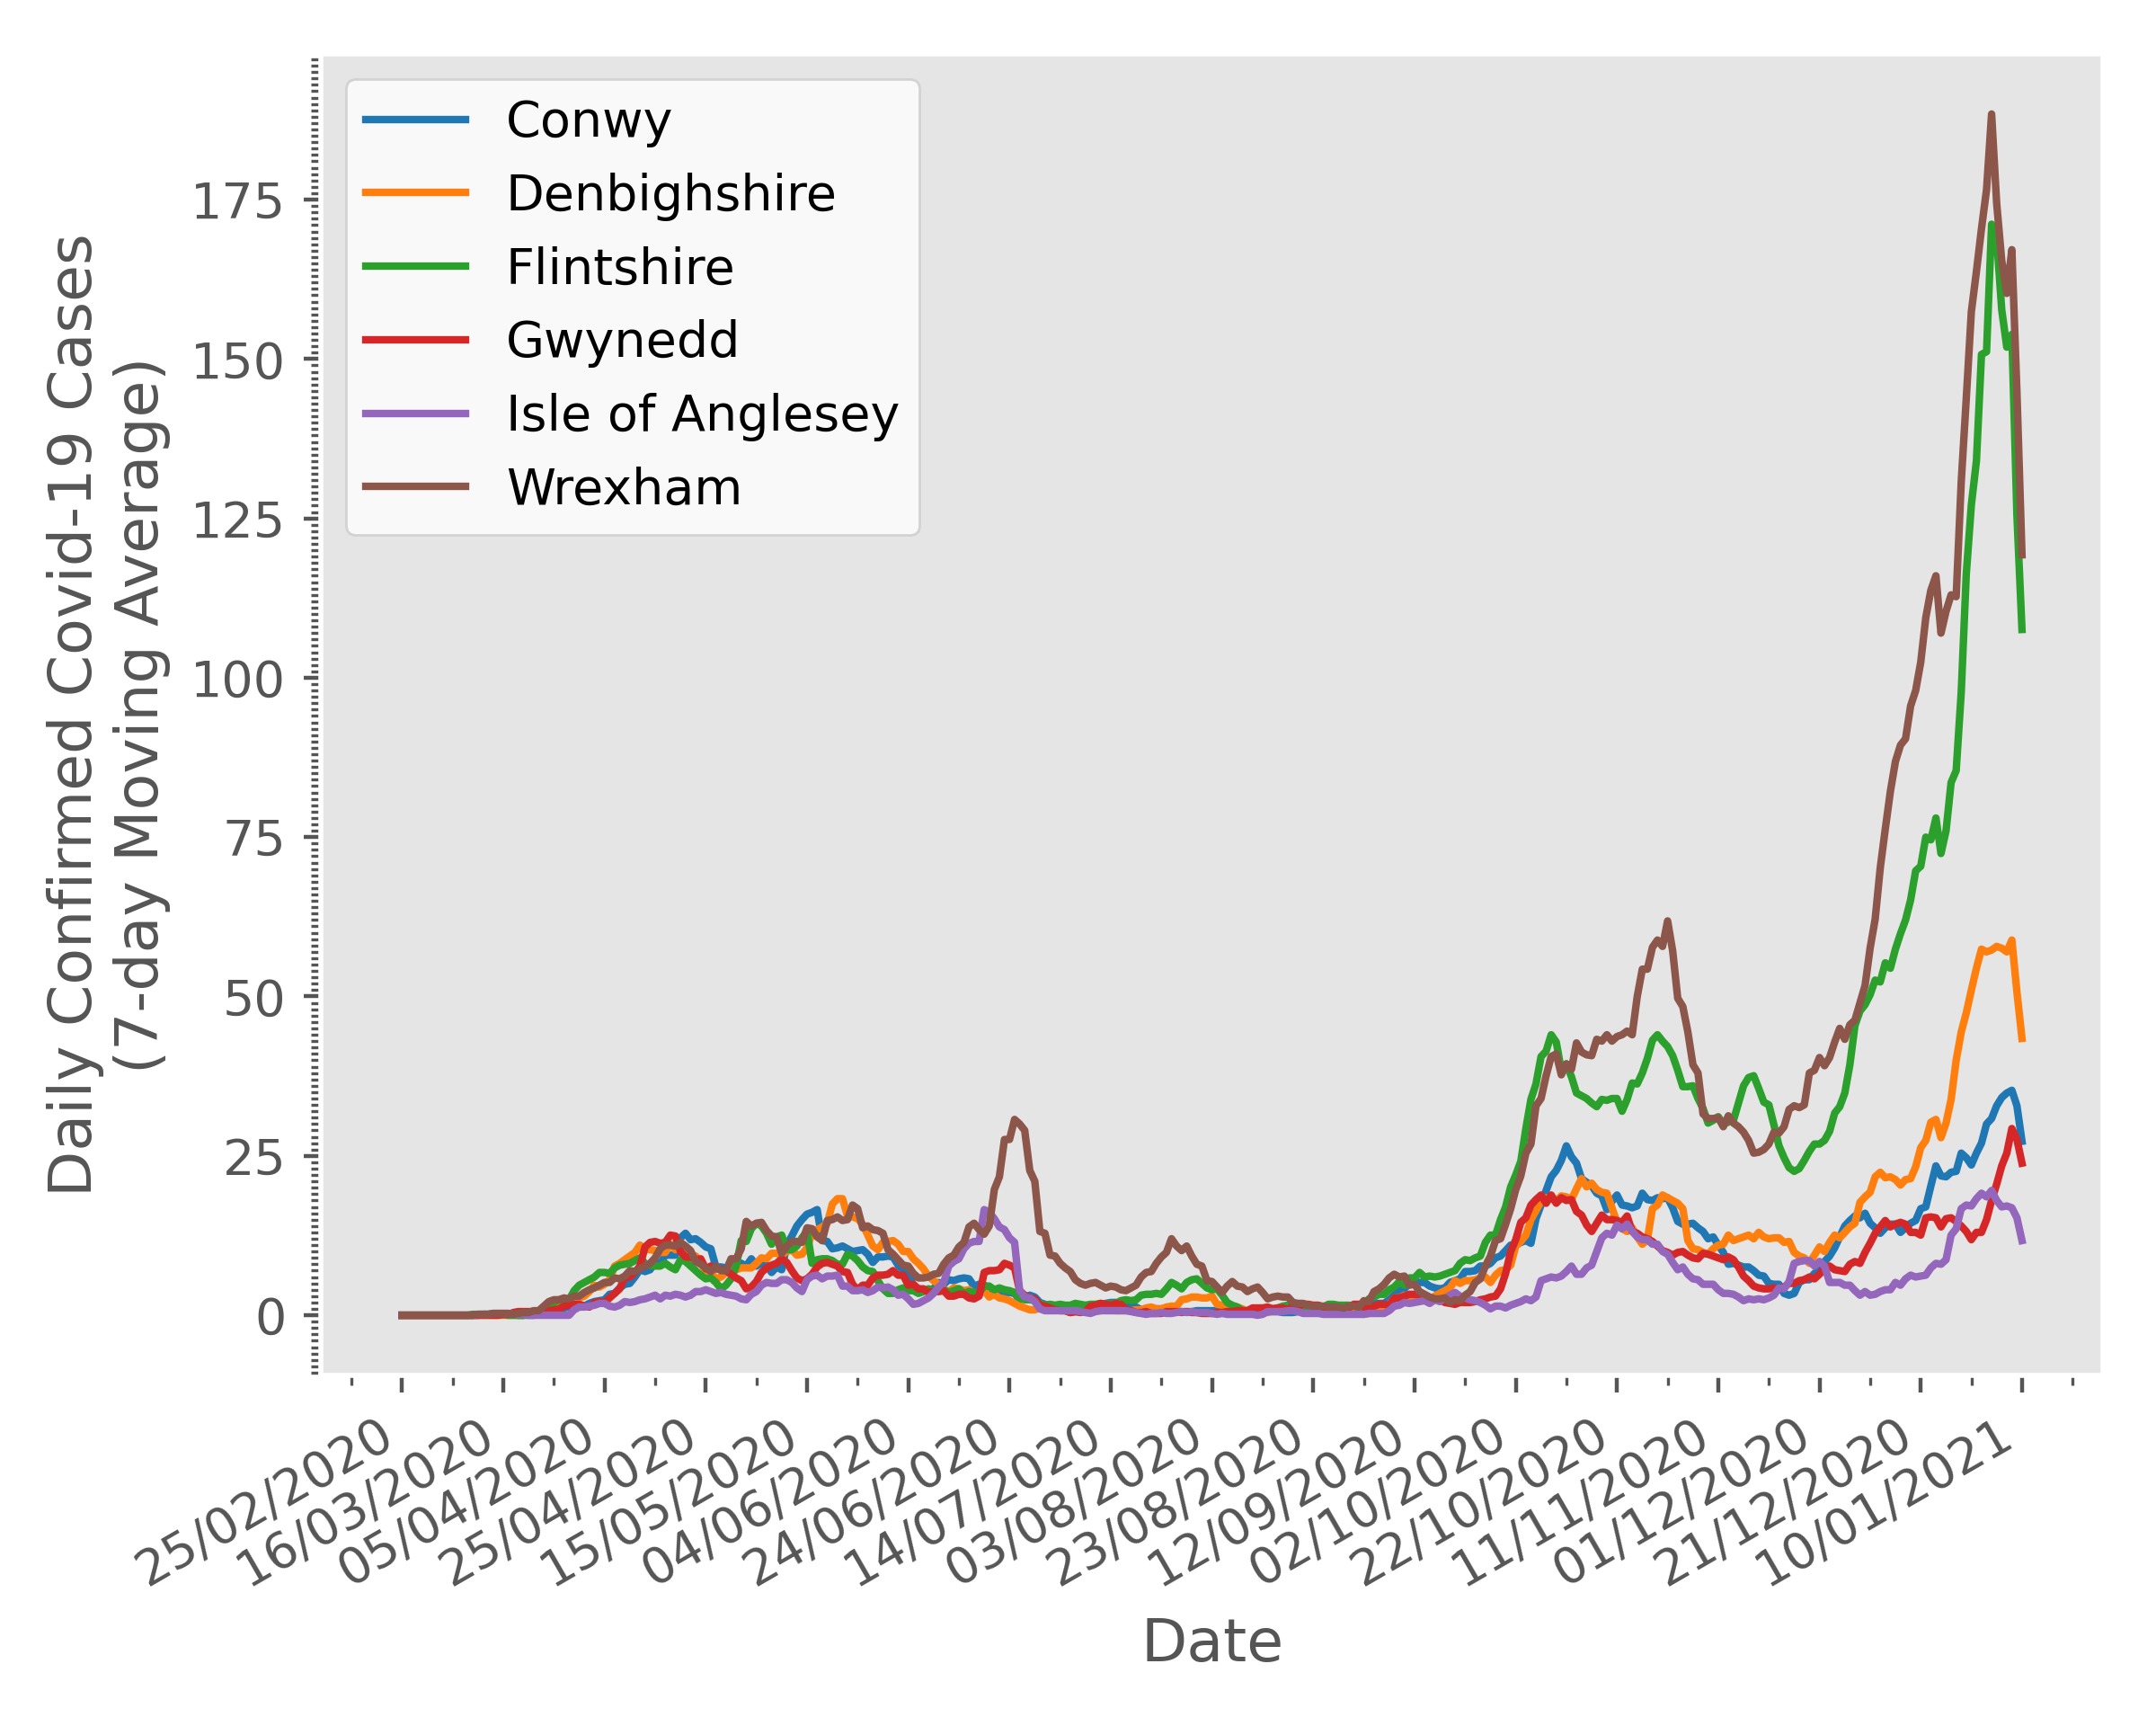 Daily Confirmed Covid-19 Cases
(7-day Moving Average)
175
150
125
100
75
50
25
0
Conwy
Denbighshire
Flintshire
Gwynedd
Isle of Anglesey
Wrexham
25/02/2020
16/03/2020
05/04/2020
25/04/2020
15/05/2020
04/06/2020
24/06/2020
14/07/2020
03/08/2020
23/08/2020
12/09/2020
02/10/2020
22/10/2020
11/11/2020
01/12/2020
21/12/2020
10/01/2021
Date